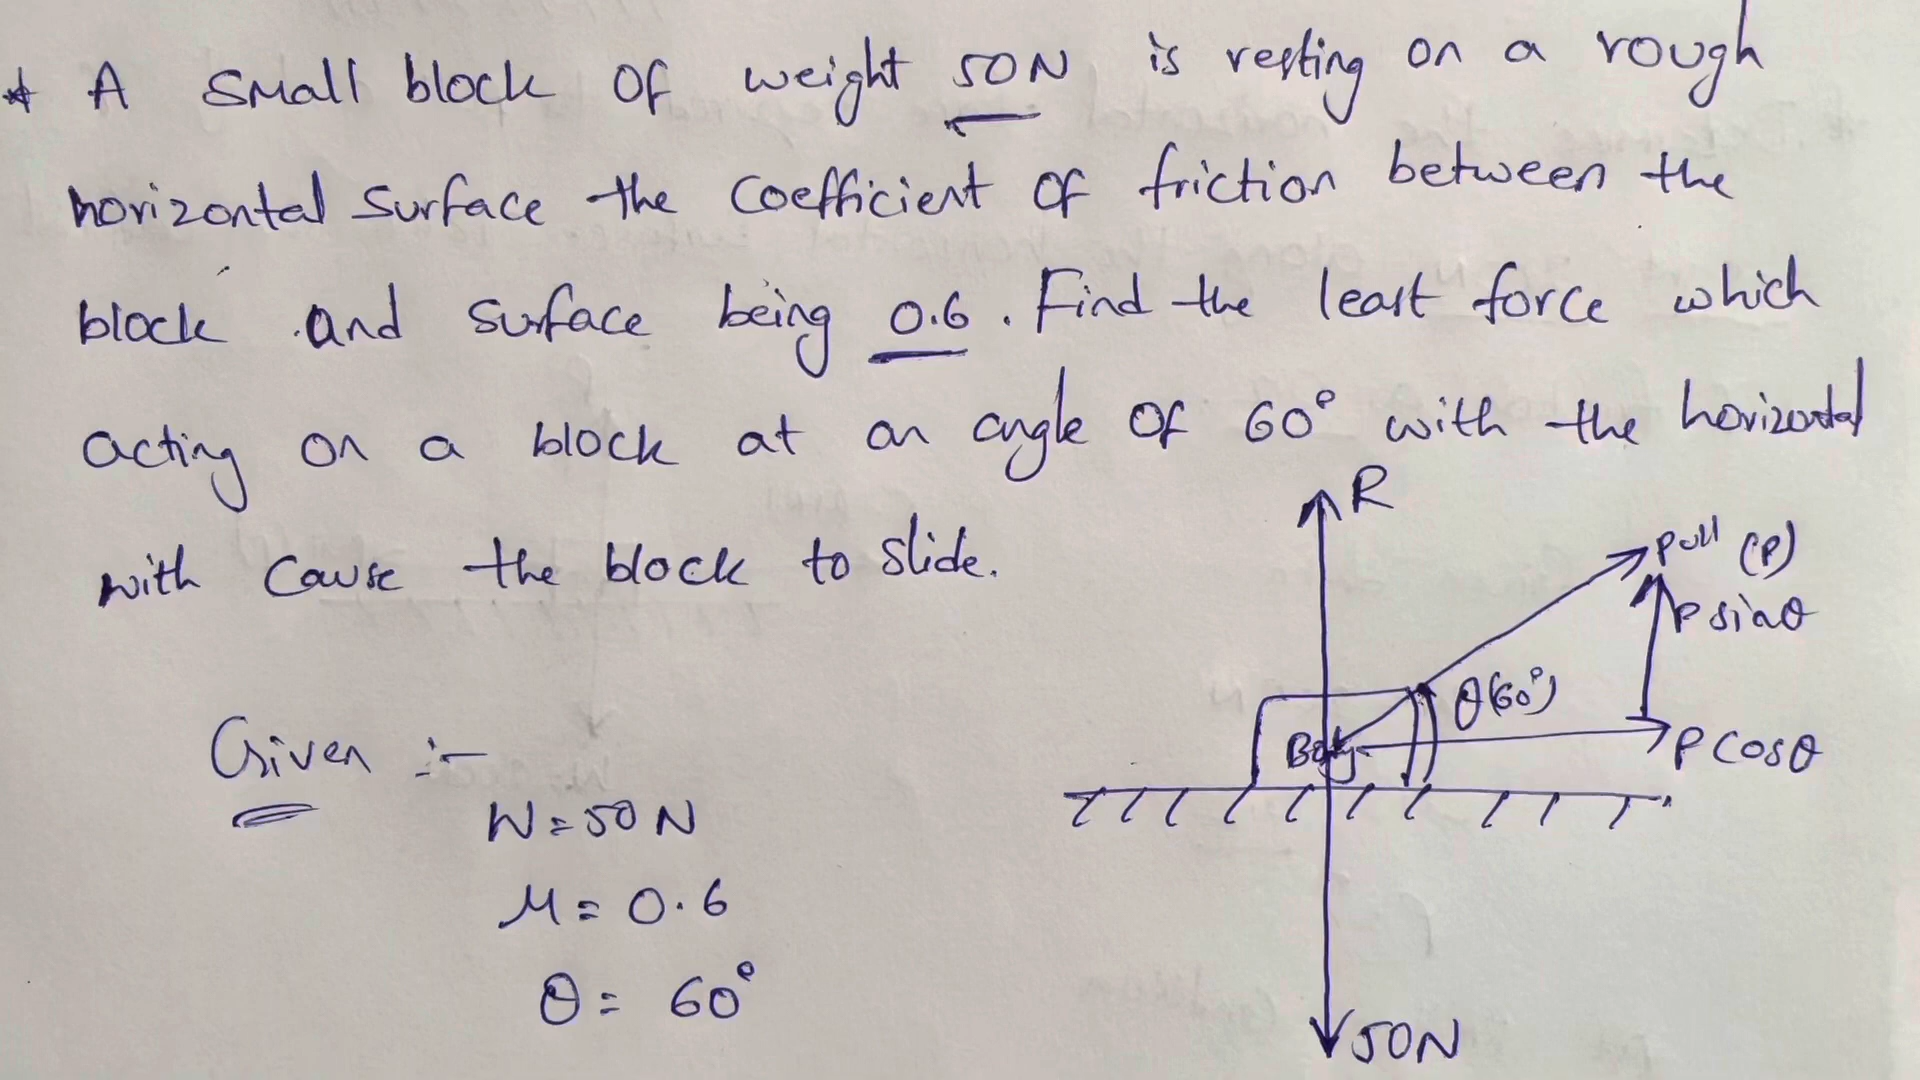 * A small block of weight 50N is resting on a rough
horizontal surface the coefficient of friction between the
block and surface being 0.6. Find the least force which
acting on a block at an angle of 60° with the horizontal
with cause the block to slide.
R
Pull (P)
P sinθ
θ(60°)
Body
P cosθ
Given :-
W=50N
μ= 0.6
θ= 60°
50N